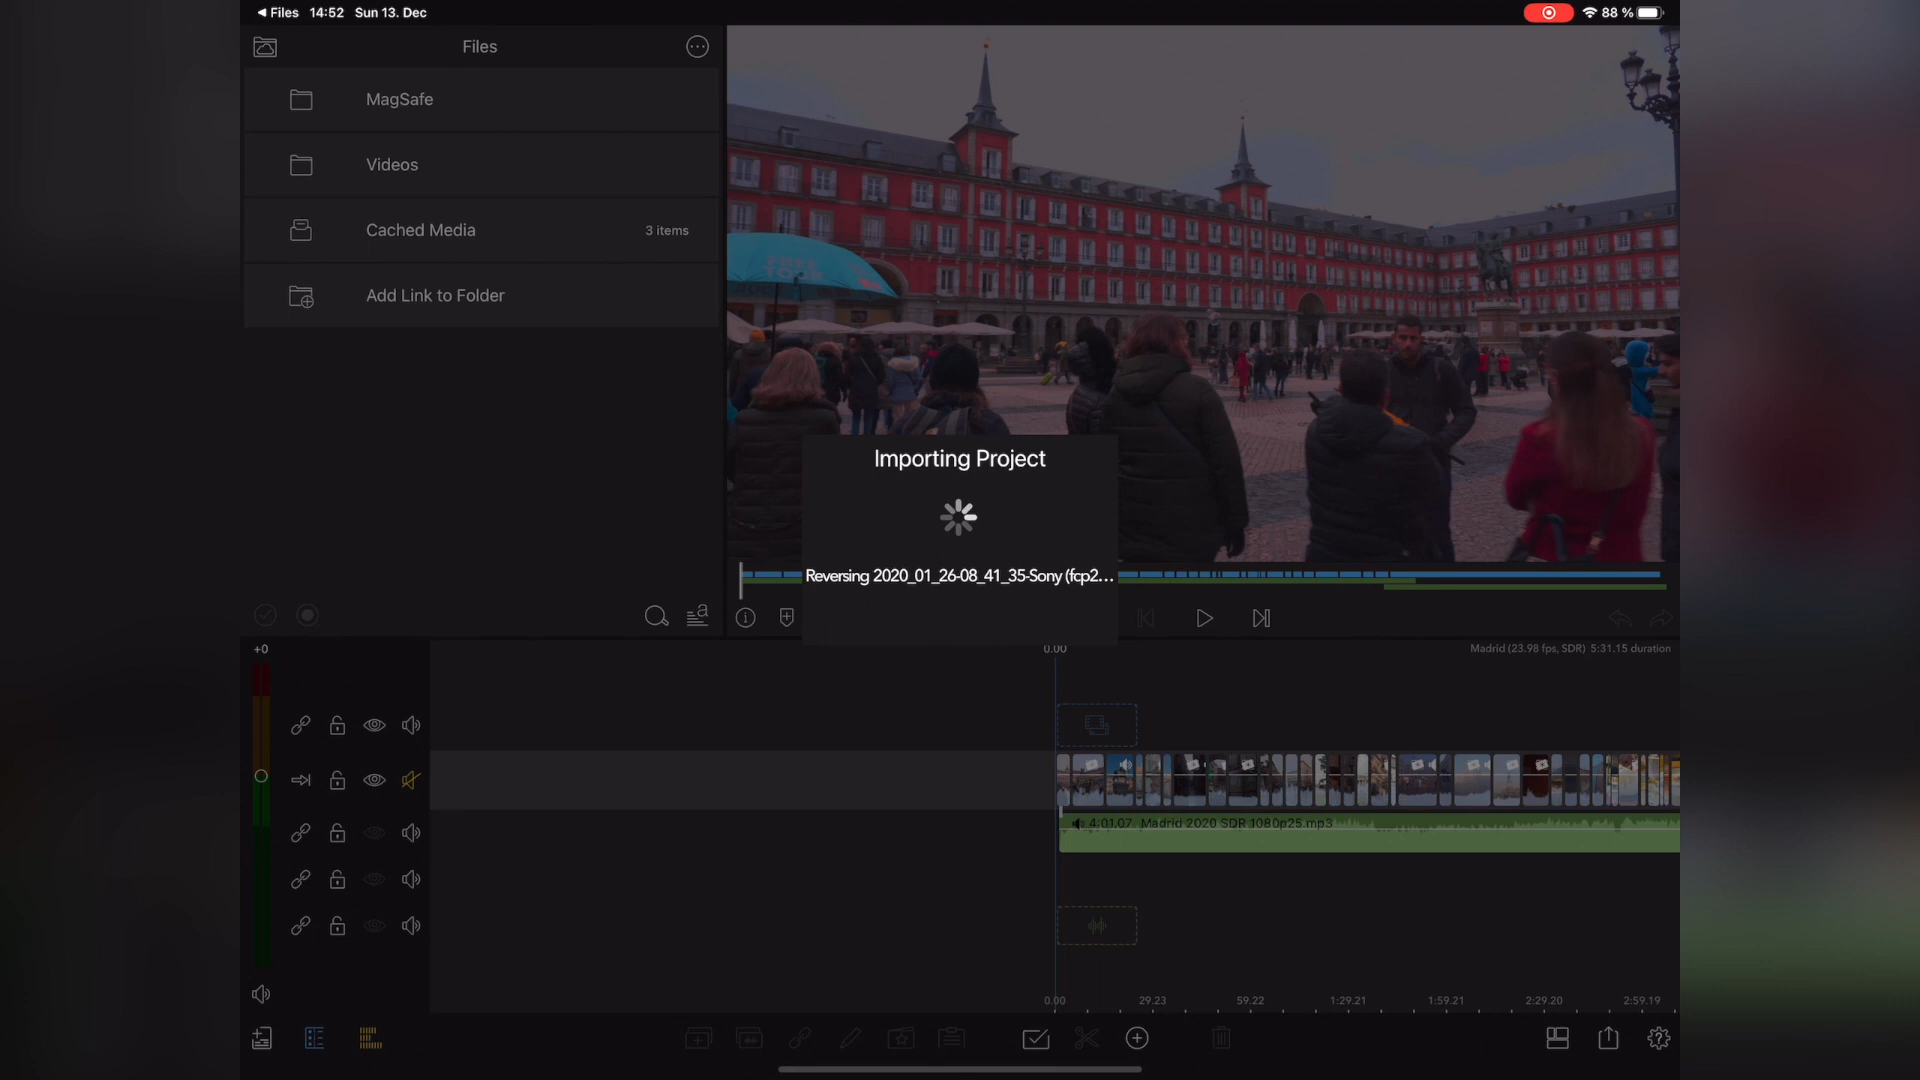 Files 14:52 Sun 13. Dec
88 %
Files
MagSafe
Videos
Cached Media
3 items
Add Link to Folder
FREE
TOUR
Importing Project
Reversing 2020_01_26-08_41_35-Sony (fcp2...
+0
0.00
Madrid (23.98 fps, SDR) 5:31.15 duration
4:01.07 Madrid 2020 SDR 1080p25.mp3
0.00 29.23 59.22 1:29.21 1:59.21 2:29.20 2:59.19